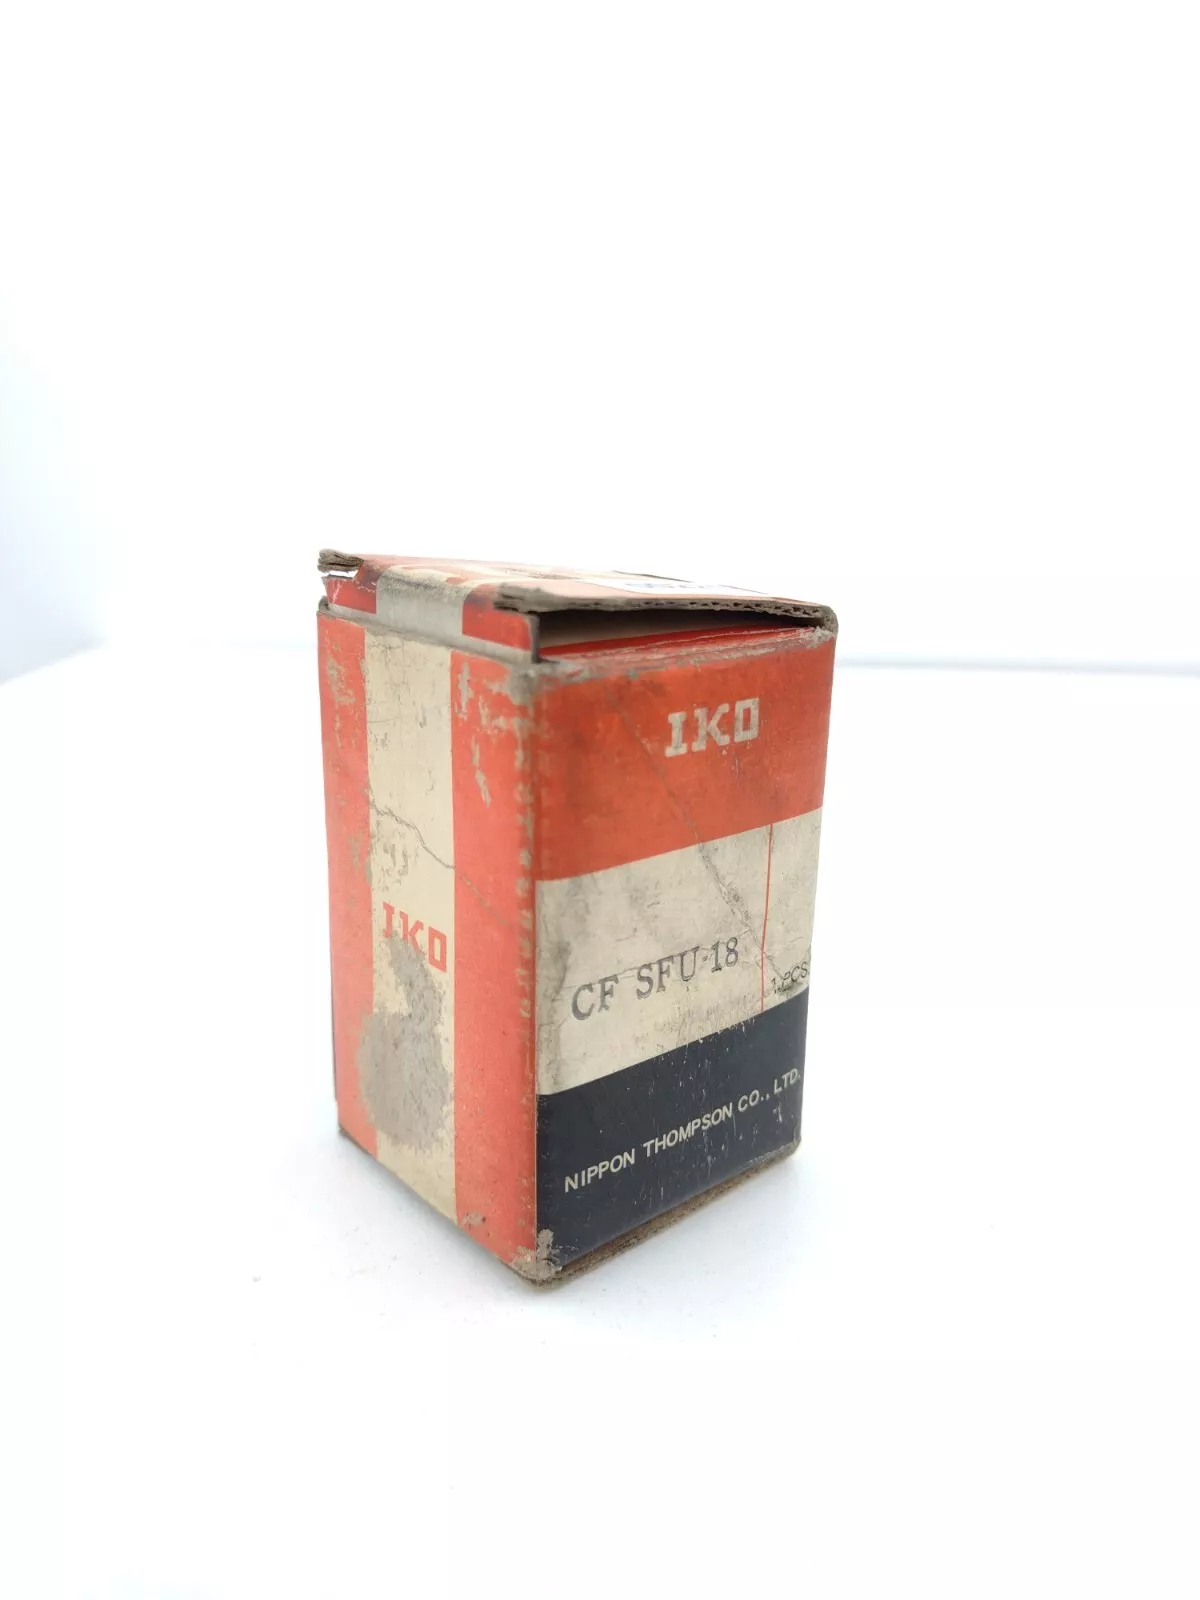 IKO
CF SFU-18
1 PCS
NIPPON THOMPSON CO., LTD.
IKO